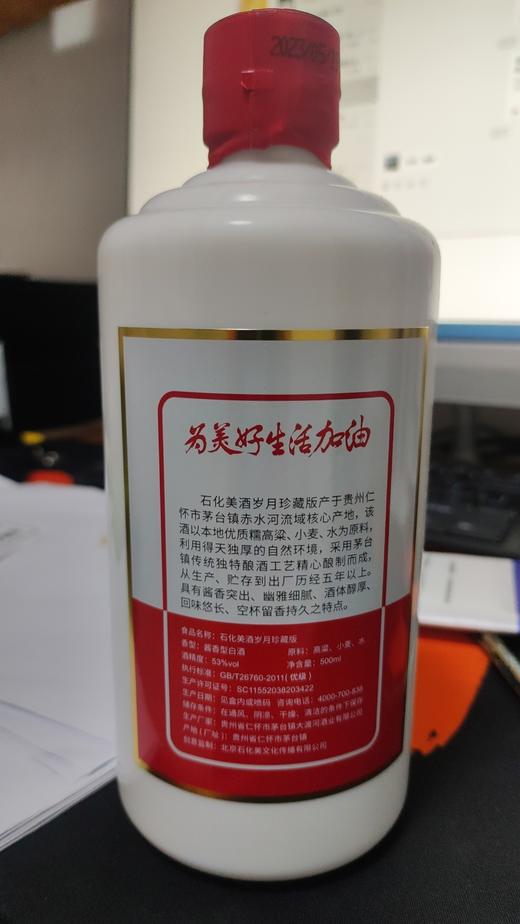 2023/05/1
为美好生活加油
石化美酒岁月珍藏版产于贵州仁
怀市茅台镇赤水河流域核心产地，该
酒以本地优质糯高粱、小麦、水为原料，
利用得天独厚的自然环境，采用茅台
镇传统独特酿酒工艺精心酿制而成，
从生产、贮存到出厂历经五年以上。
具有酱香突出、幽雅细腻、酒体醇厚、
回味悠长、空杯留香持久之特点。
食品名称：石化美酒岁月珍藏版
香型：酱香型白酒 原料：高粱、小麦、水
酒精度：53%vol 净含量：500ml
执行标准：GB/T26760-2011(优级)
生产许可证号：SC11552038203422
生产日期：见盒内或喷码 咨询电话：4000-700-838
储存条件：在通风、阴凉、干燥、清洁的条件下保存
生产厂家：贵州省仁怀市茅台镇大渡河酒业有限公司
产地（厂址）：贵州省仁怀市茅台镇
创意监制：北京石化美文化传播有限公司